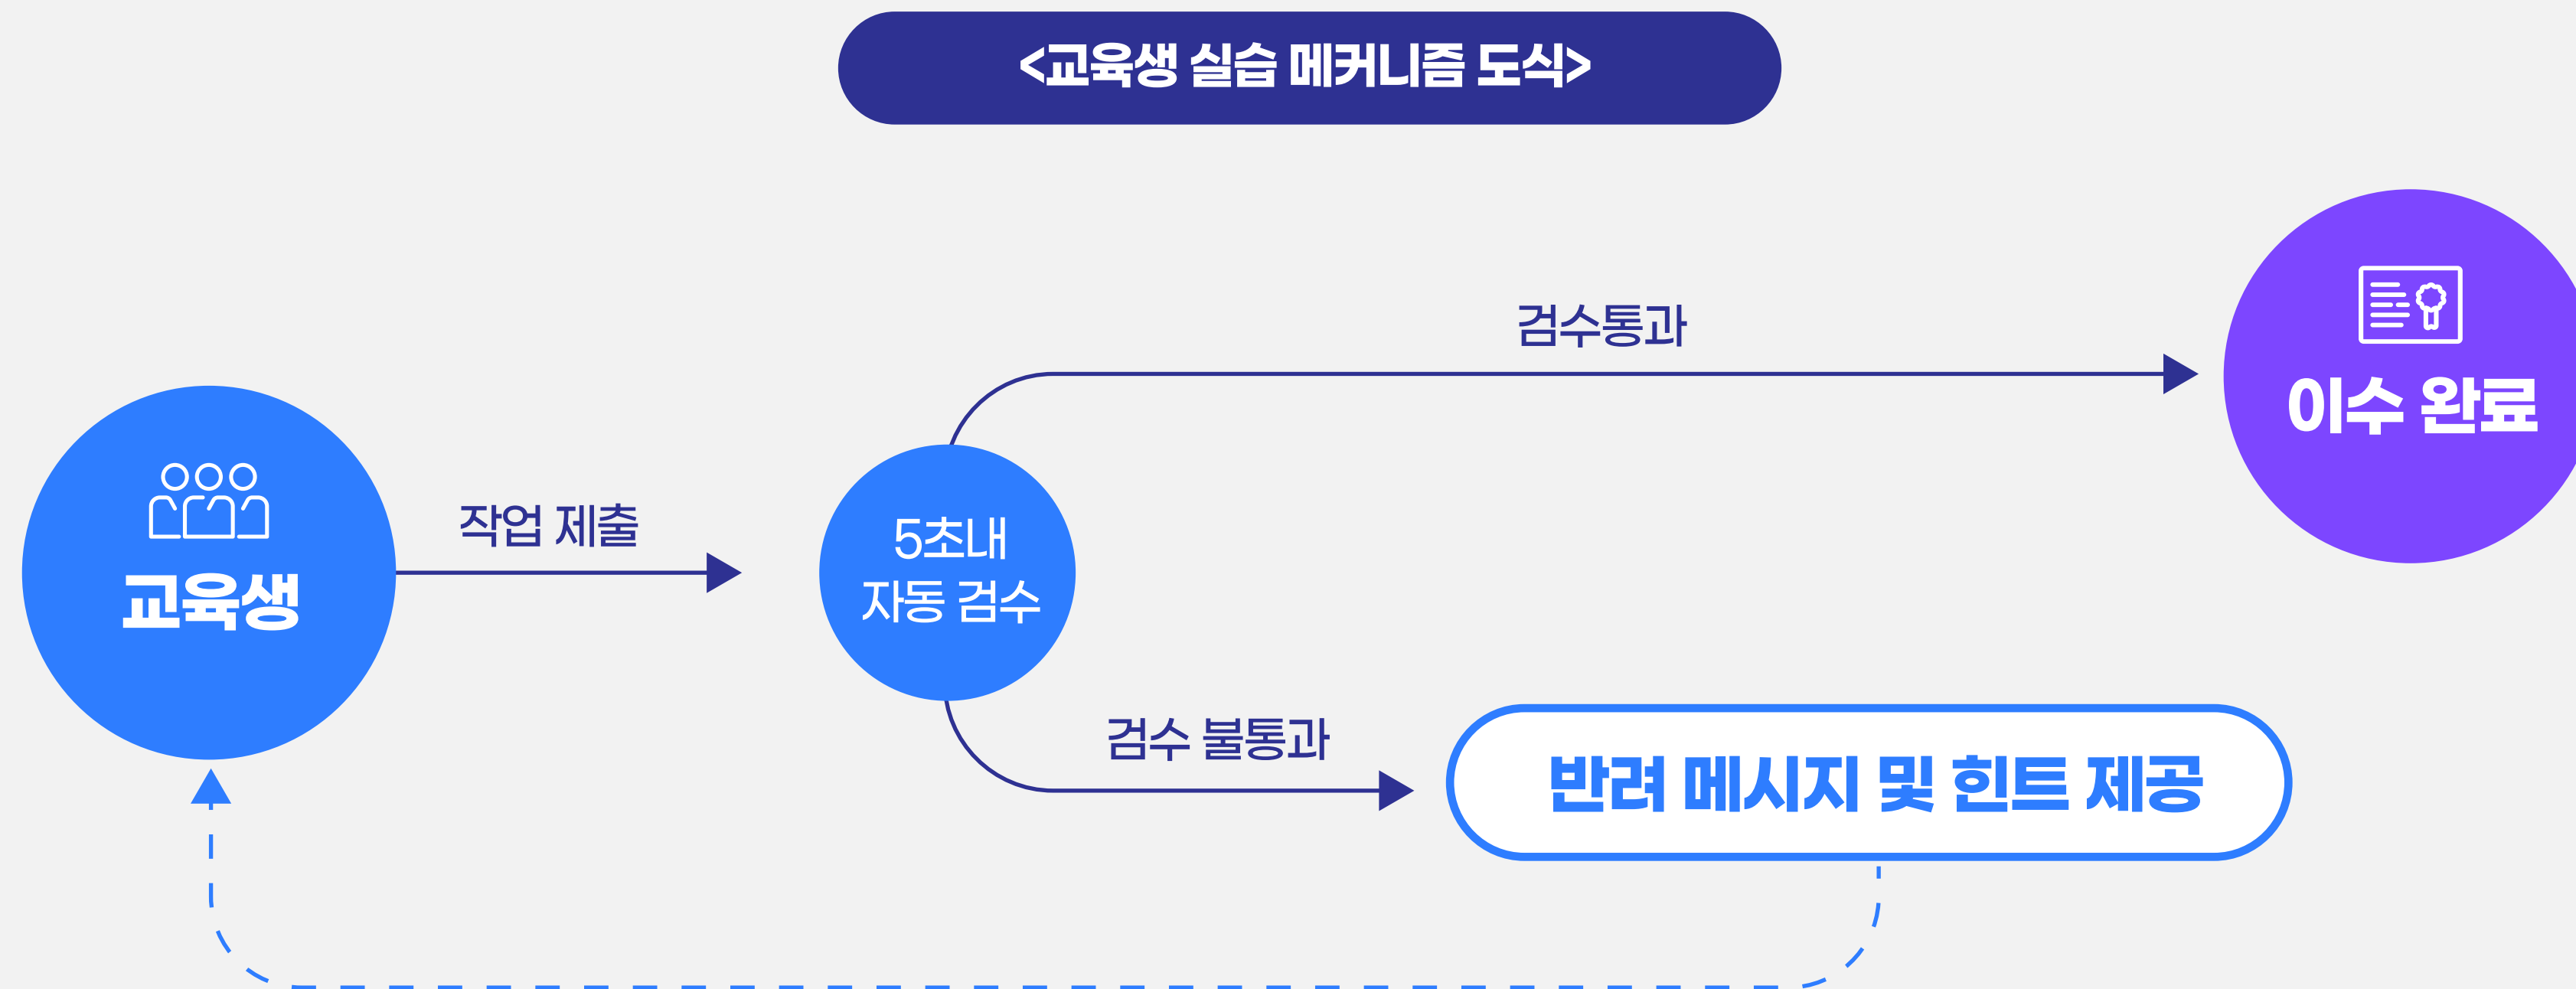 <교육생 실습 메커니즘 도식>
검수통과
이수 완료
교육생
작업 제출
5초내
자동 검수
검수 불통과
반려 메시지 및 힌트 제공